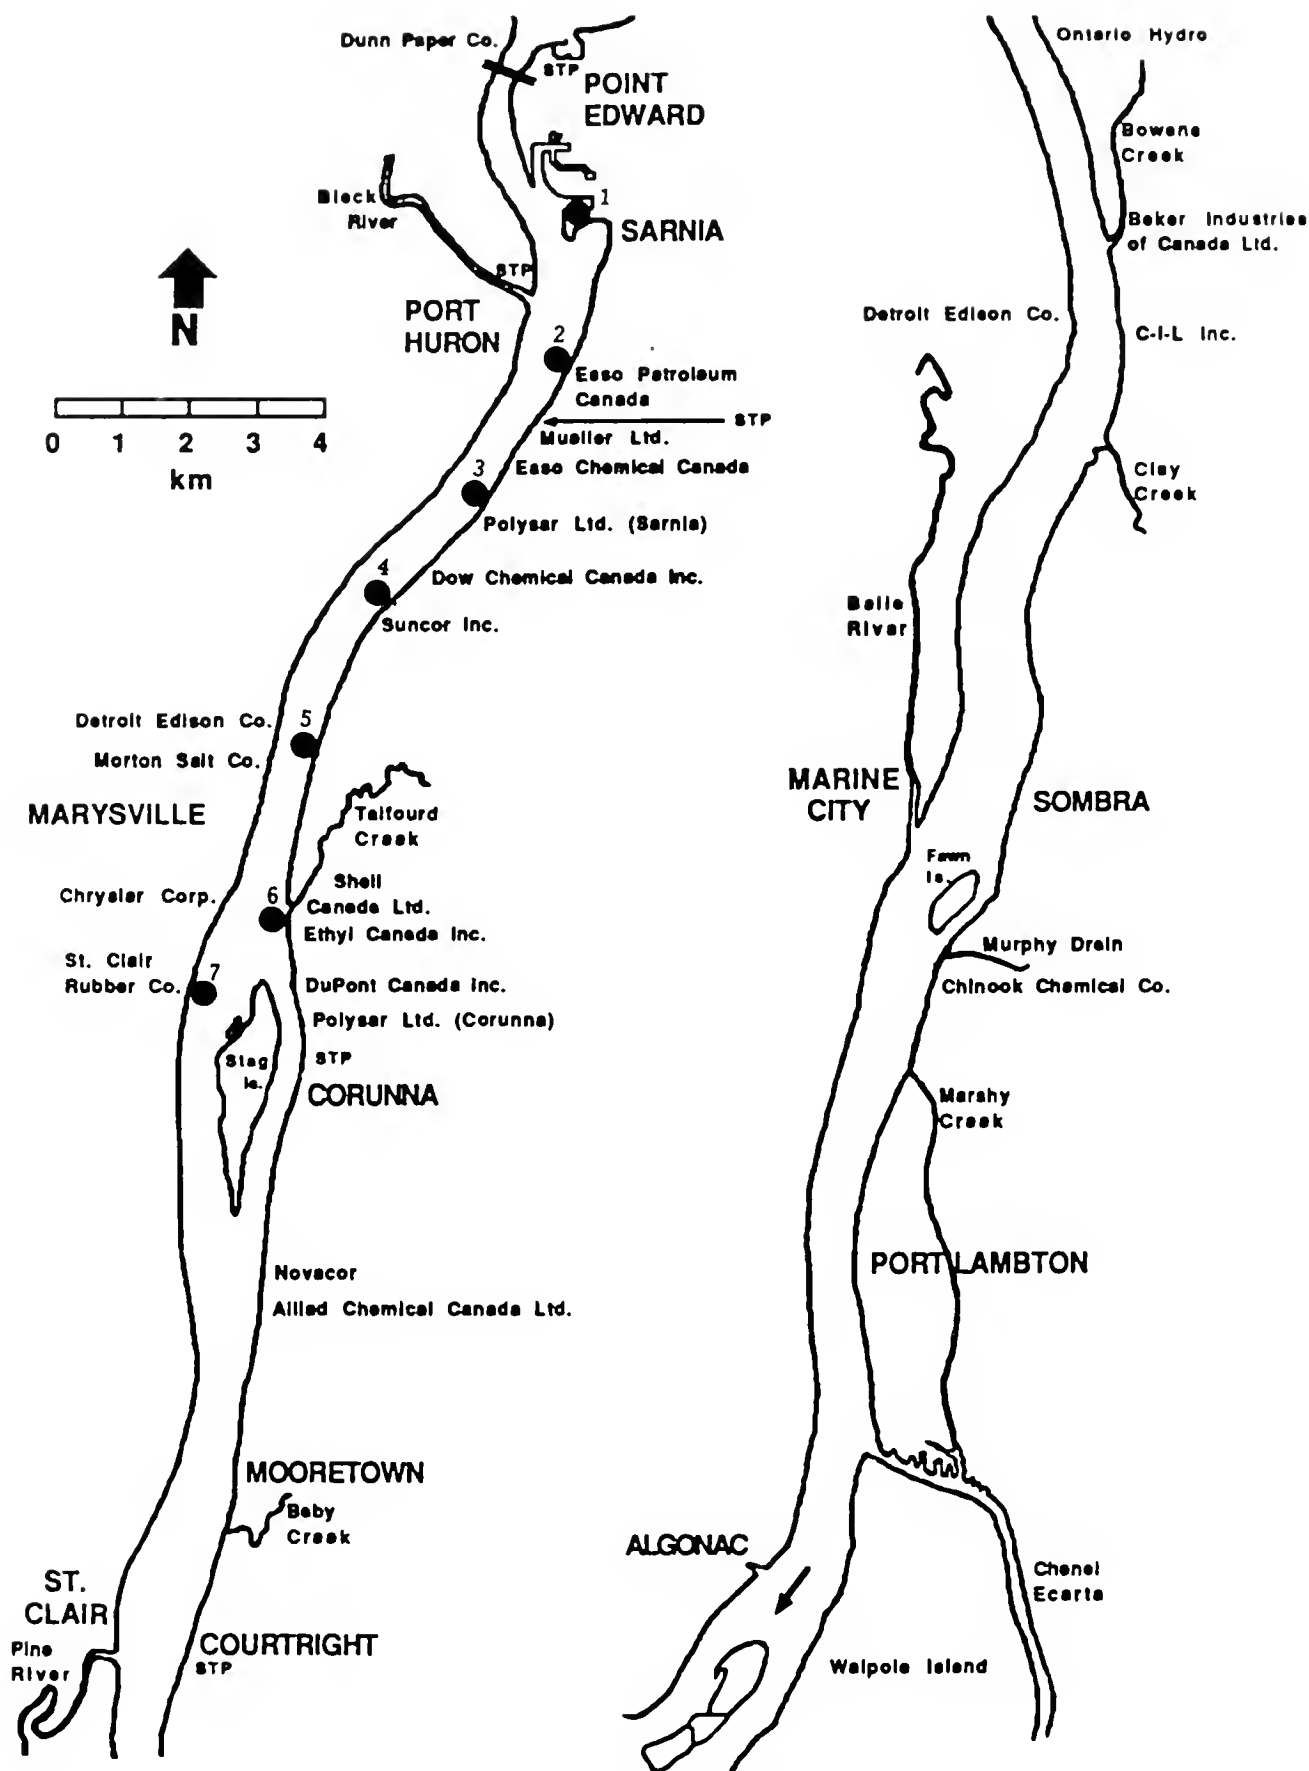 Dunn Paper Co.
STP
POINT
EDWARD
Black
River
1
SARNIA
STP
N
PORT
HURON
2
Esso Petroleum
Canada
STP
0 1 2 3 4
km
Mueller Ltd.
3
Esso Chemical Canada
Polysar Ltd. (Sarnia)
4
Dow Chemical Canada Inc.
Suncor Inc.
Detroit Edison Co.
5
Morton Salt Co.
MARYSVILLE
Talfourd
Creek
Chrysler Corp.
6
Shell
Canada Ltd.
Ethyl Canada Inc.
St. Clair
Rubber Co.
7
DuPont Canada Inc.
Polysar Ltd. (Corunna)
Stag
Is.
STP
CORUNNA
Novacor
Allied Chemical Canada Ltd.
MOORETOWN
Baby
Creek
ST.
CLAIR
Pine
River
COURTRIGHT
STP
Ontario Hydro
Bowens
Creek
Beker Industries
of Canada Ltd.
Detroit Edison Co.
C-I-L Inc.
Clay
Creek
Belle
River
MARINE
CITY
SOMBRA
Fawn
Is.
Murphy Drain
Chinook Chemical Co.
Marshy
Creek
PORT LAMBTON
ALGONAC
Chenel
Ecarte
Walpole Island